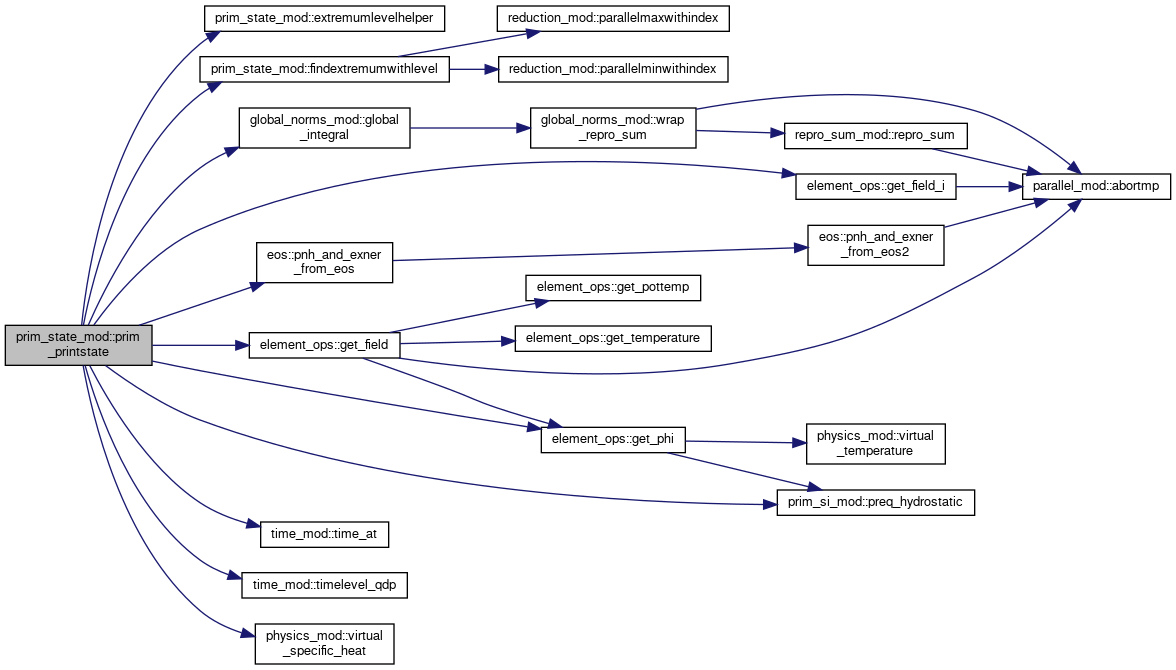 prim_state_mod::extremumlevelhelper
reduction_mod::parallelmaxwithindex
prim_state_mod::findextremumwithlevel
reduction_mod::parallelminwithindex
global_norms_mod::global
_integral
global_norms_mod::wrap
_repro_sum
repro_sum_mod::repro_sum
element_ops::get_field_i
parallel_mod::abortmp
eos::pnh_and_exner
_from_eos
eos::pnh_and_exner
_from_eos2
element_ops::get_pottemp
prim_state_mod::prim
_printstate
element_ops::get_field
element_ops::get_temperature
element_ops::get_phi
physics_mod::virtual
_temperature
prim_si_mod::preq_hydrostatic
time_mod::time_at
time_mod::timelevel_qdp
physics_mod::virtual
_specific_heat